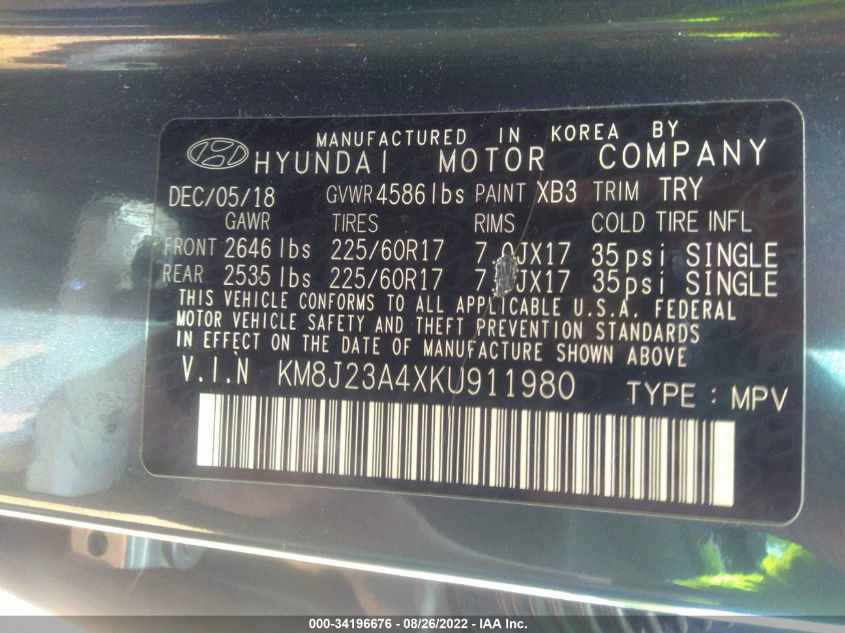 MANUFACTURED IN KOREA BY
HYUNDAI MOTOR COMPANY
DEC/05/18 GVWR 4586 lbs PAINT XB3 TRIM TRY
GAWR TIRES RIMS COLD TIRE INFL
FRONT 2646 lbs 225/60R17 7.0JX17 35psi SINGLE
REAR 2535 lbs 225/60R17 JX17 35psi SINGLE
THIS VEHICLE CONFORMS TO ALL APPLICABLE U.S.A. FEDERAL
MOTOR VEHICLE SAFETY AND THEFT PREVENTION STANDARDS
IN EFFECT ON THE DATE OF MANUFACTURE SHOWN ABOVE
V.I.N KM8J23A4XKU911980 TYPE : MPV
000-34196676 - 08/26/2022 - IAA Inc.